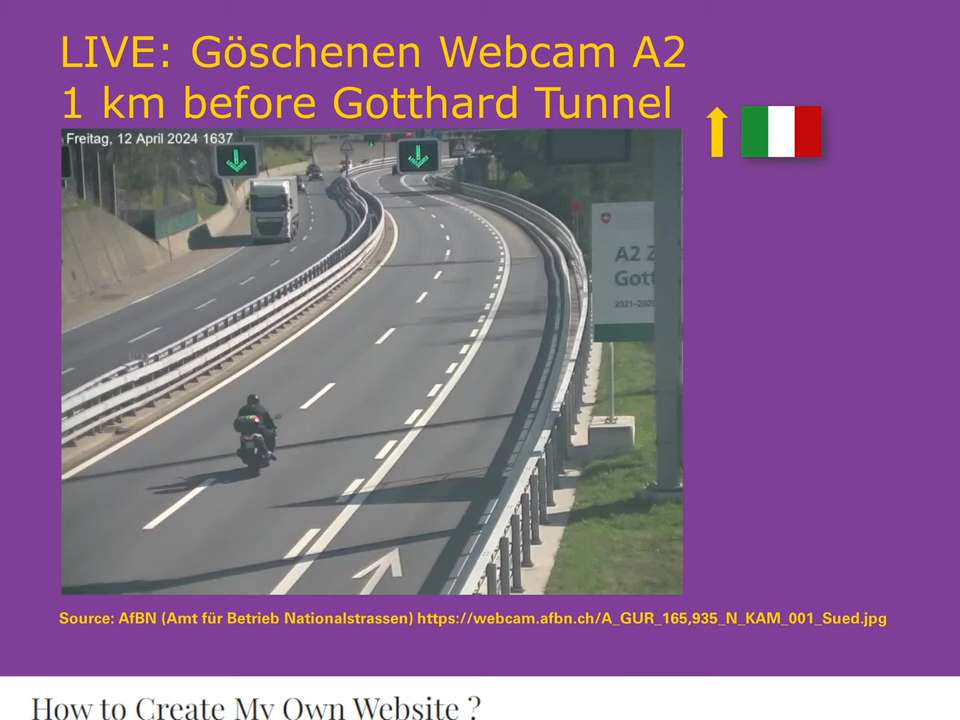 LIVE: Göschenen Webcam A2
1 km before Gotthard Tunnel
Freitag, 12 April 2024 1637
A2
Gott
2021-202
Source: AfBN (Amt für Betrieb Nationalstrassen) https://webcam.afbn.ch/A_GUR_165,935_N_KAM_001_Sued.jpg
How to Create My Own Website ?